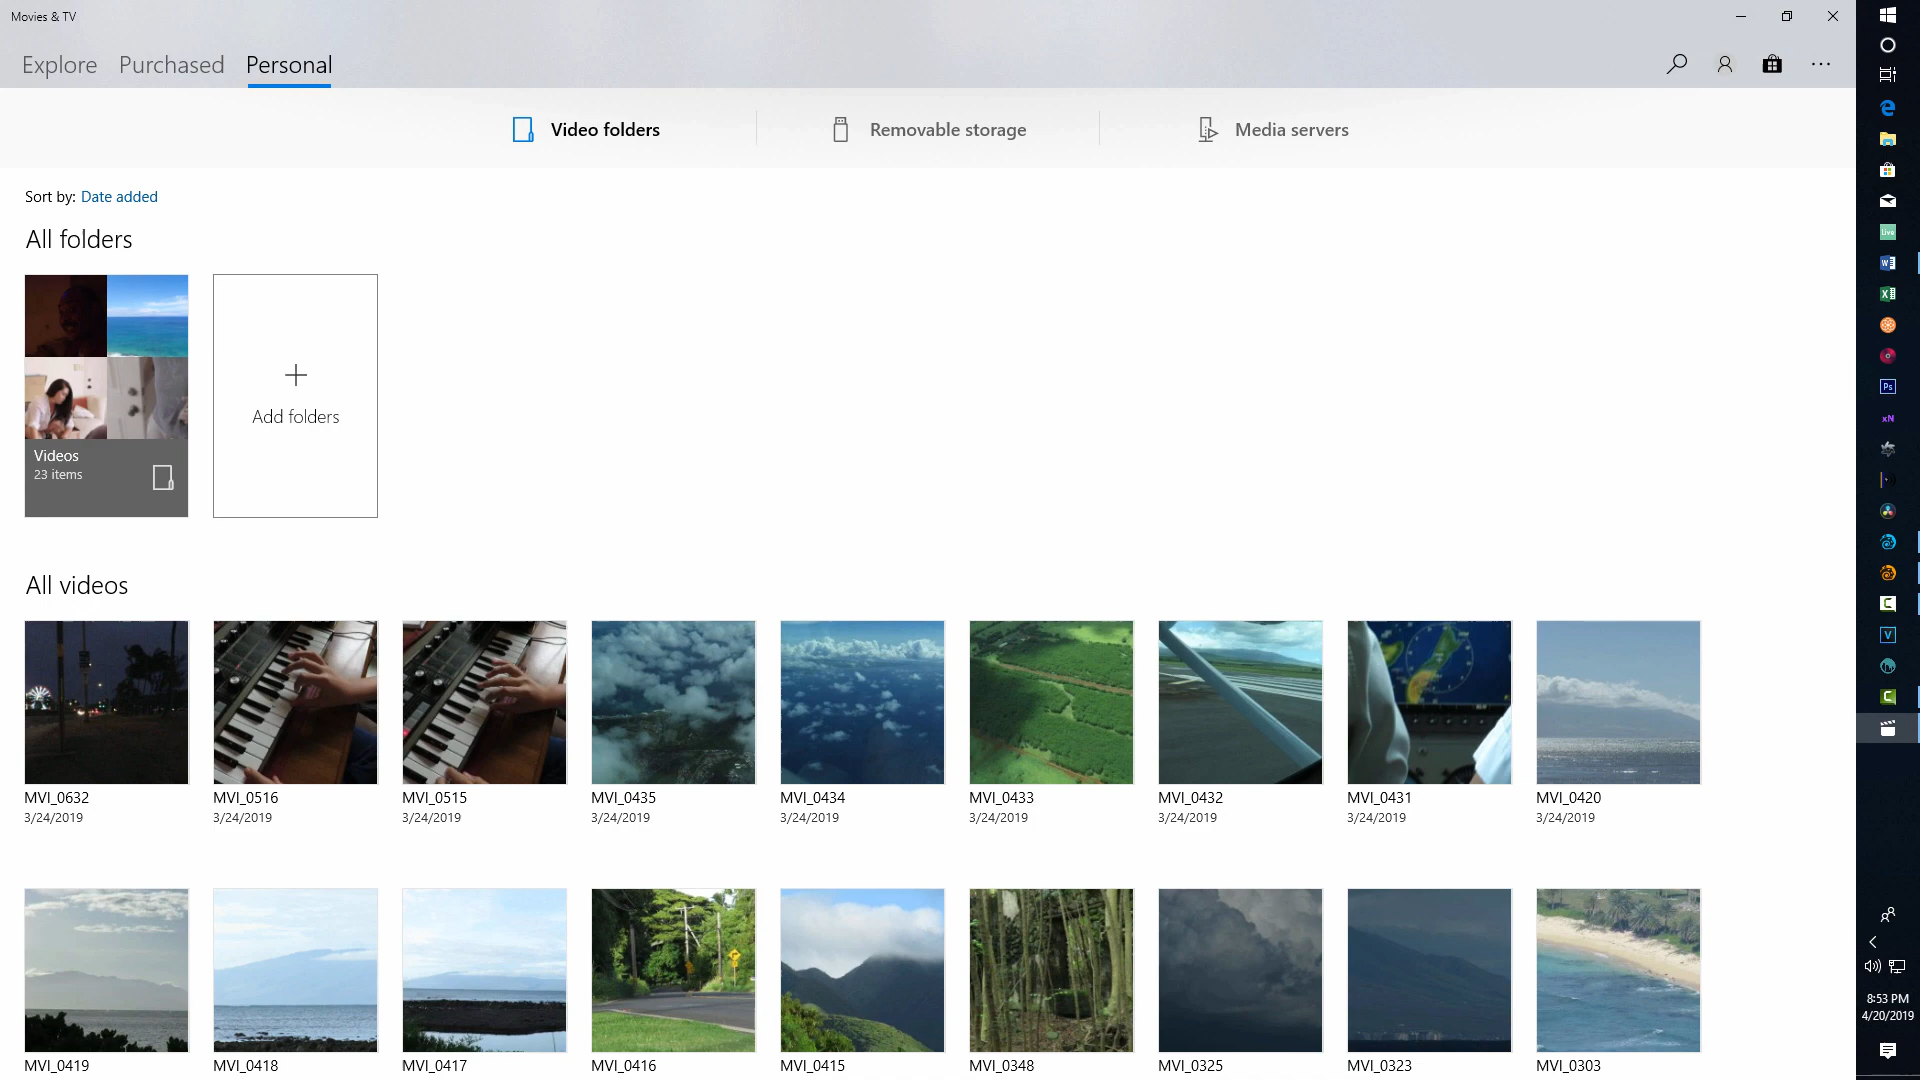 Movies & TV
Explore Purchased Personal
Video folders Removable storage Media servers
Sort by: Date added
All folders
Videos
23 items
Add folders
All videos
MVI_0632 MVI_0516 MVI_0515 MVI_0435 MVI_0434 MVI_0433 MVI_0432 MVI_0431 MVI_0420
3/24/2019 3/24/2019 3/24/2019 3/24/2019 3/24/2019 3/24/2019 3/24/2019 3/24/2019 3/24/2019
MVI_0419 MVI_0418 MVI_0417 MVI_0416 MVI_0415 MVI_0348 MVI_0325 MVI_0323 MVI_0303
Live
W
X
Ps
xN
C
V
C
8:53 PM
4/20/2019